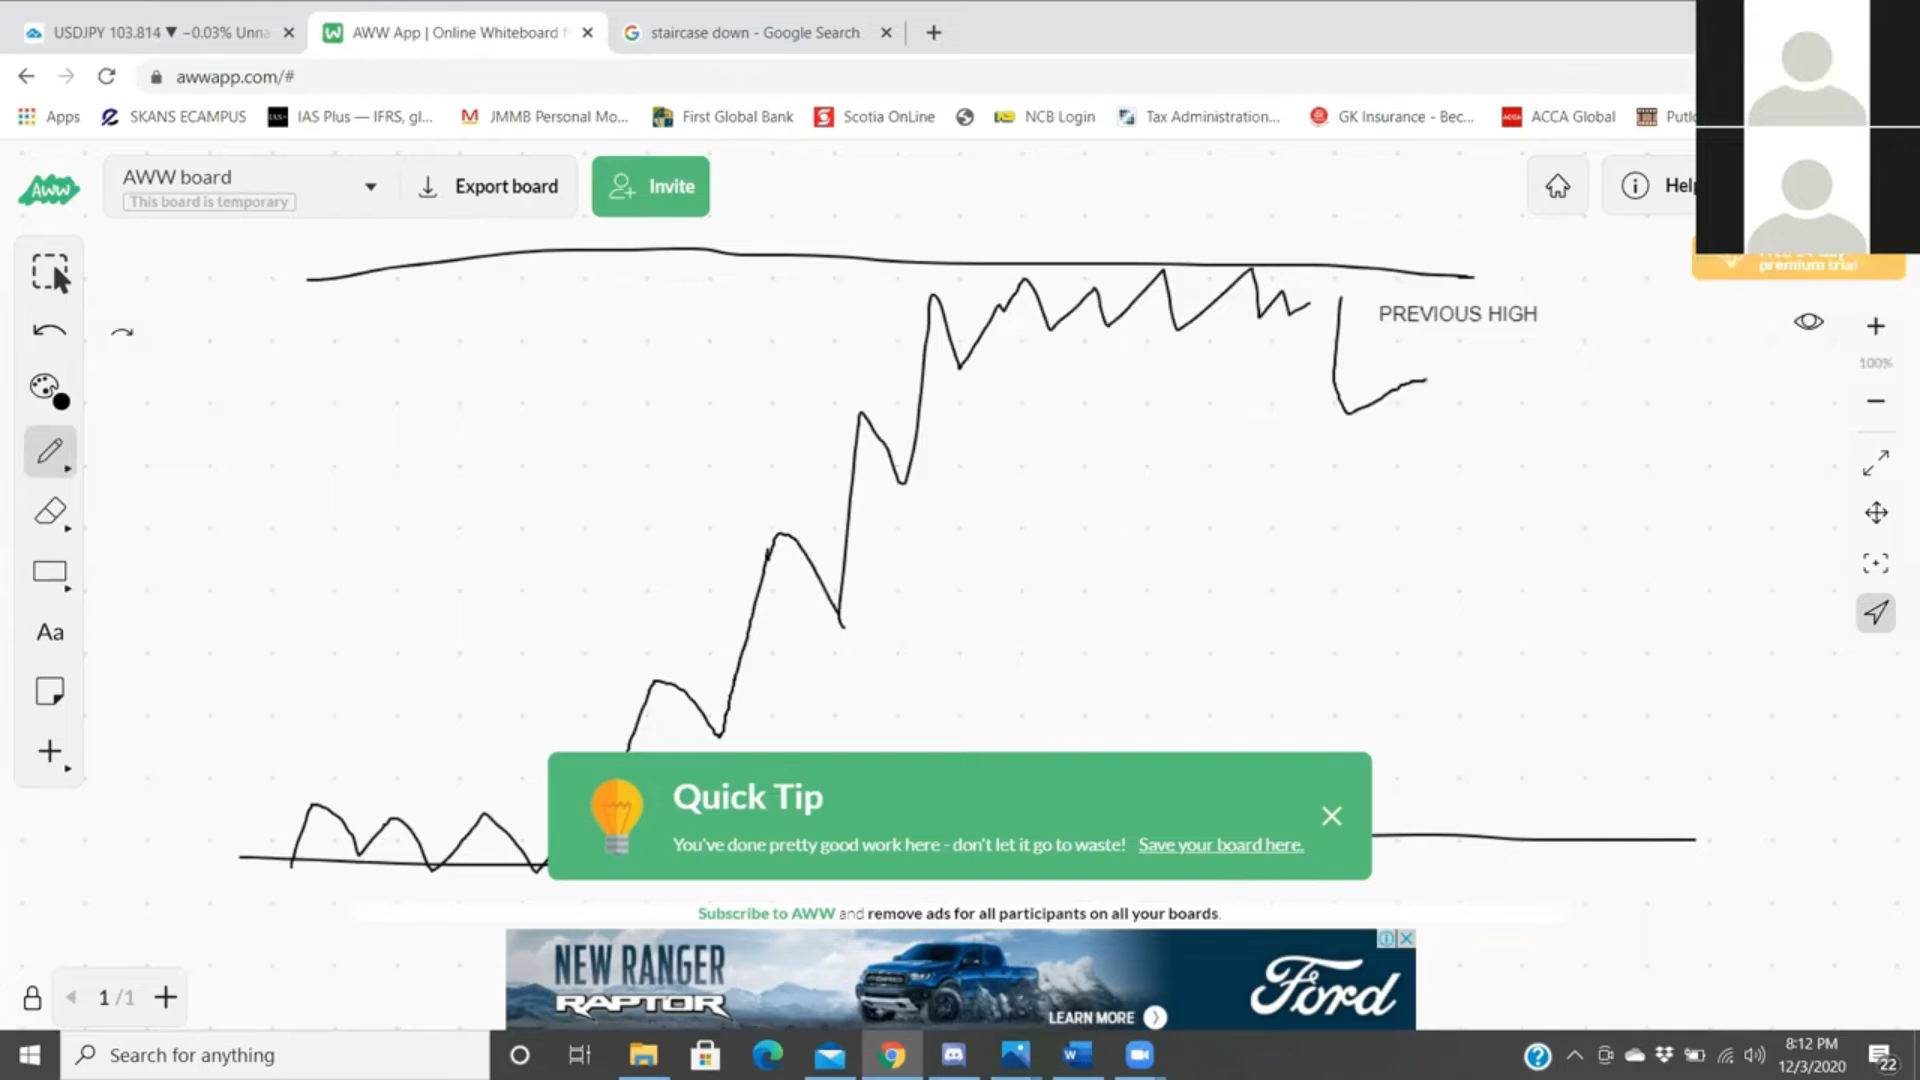 USDJPY 103.814 ▼ −0.03% Unna
AWW App | Online Whiteboard f
staircase down - Google Search
awwapp.com/#
Apps
SKANS ECAMPUS
IAS Plus — IFRS, gl...
JMMB Personal Mo...
First Global Bank
Scotia OnLine
NCB Login
Tax Administration...
GK Insurance - Bec...
ACCA Global
AWW
AWW board
This board is temporary
Export board
Invite
Help
premium trial
PREVIOUS HIGH
100%
Aa
Quick Tip
You've done pretty good work here - don't let it go to waste! Save your board here.
Subscribe to AWW and remove ads for all participants on all your boards.
NEW RANGER
RAPTOR
LEARN MORE
Ford
1 / 1
Search for anything
8:12 PM
12/3/2020
22